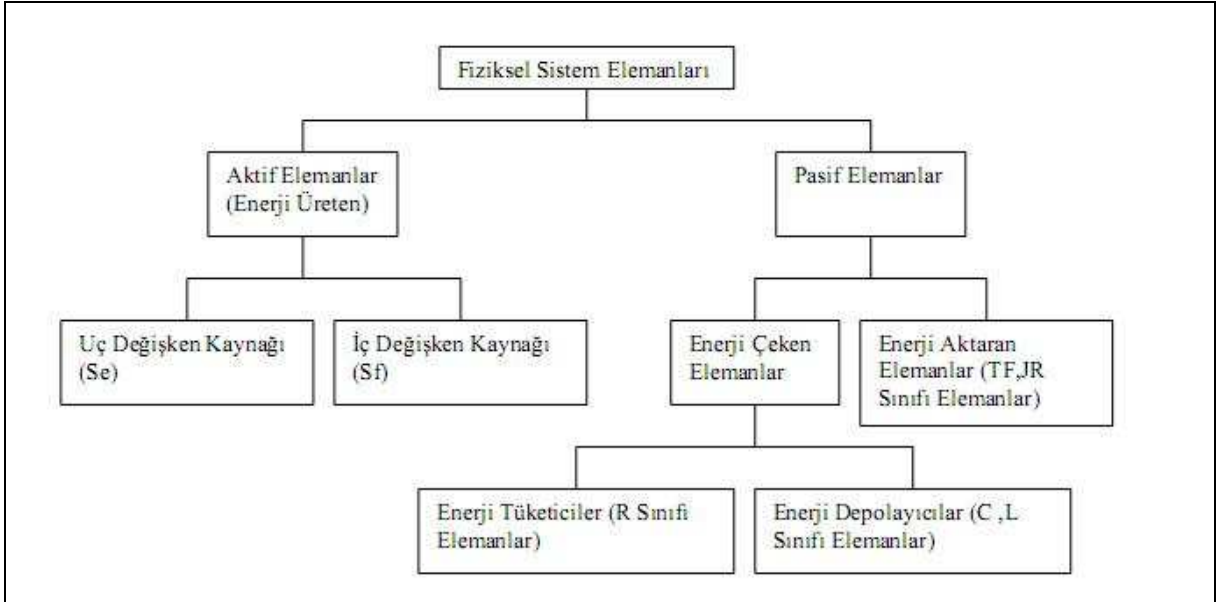 Fiziksel Sistem Elemanları
Aktif Elemanlar
(Enerji Üreten)
Pasif Elemanlar
Uç Değişken Kaynağı
(Se)
İç Değişken Kaynağı
(Sf)
Enerji Çeken
Elemanlar
Enerji Aktaran
Elemanlar (TF,JR
Sınıfı Elemanlar)
Enerji Tüketiciler (R Sınıfı
Elemanlar)
Enerji Depolayıcılar (C ,L
Sınıfı Elemanlar)